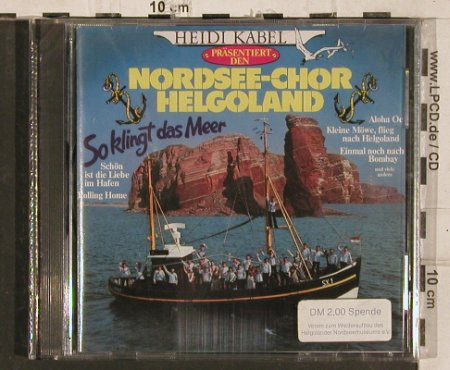 10 cm
HEIDI KABEL
PRÄSENTIERT
DEN
NORDSEE-CHOR
HELGOLAND
So klingt das Meer
Aloha Oe
Kleine Möwe, flieg
nach Helgoland
Einmal noch nach
Bombay
und viele
andere
Schön
ist die Liebe
im Hafen
Rolling Home
SX 1
DM 2,00 Spende
Verein zum Wiederaufbau des
Helgoländer Nordseemuseums e.V.
www.LPCD.de / CD
10 cm